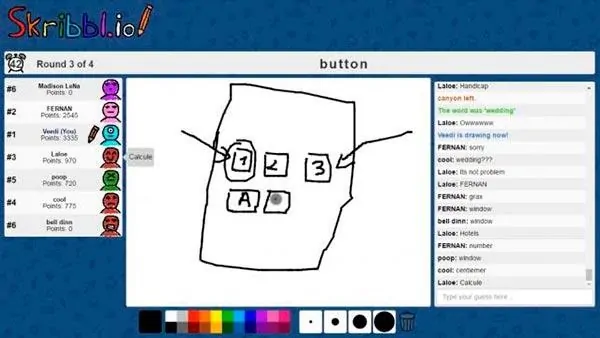 Skribbl.io!
42
Round 3 of 4
button
#6 Madison LeNa
Points: 0
#2 FERNAN
Points: 2545
#1 Veedi (You)
Points: 3335
#3 Laloe
Points: 970
#5 poop
Points: 720
#4 cool
Points: 775
#6 bell dinn
Points: 0
Calcule
1 2 3
A
Laloe: Handicap
canyon left.
The word was 'wedding'
Laloe: Owwwwww
Veedi is drawing now!
FERNAN: sorry
cool: wedding???
Laloe: Its not problem
Laloe: FERNAN
FERNAN: grax
FERNAN: window
bell dinn: window
Laloe: Hotels
FERNAN: number
poop: window
cool: centiemer
Laloe: Calcule
Type your guess here...